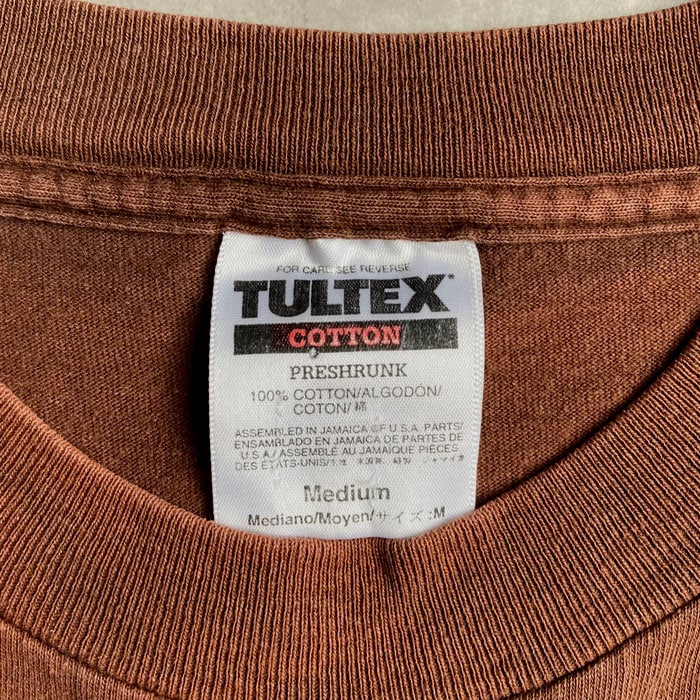 FOR CARE SEE REVERSE
TULTEX®
COTTON
PRESHRUNK
100% COTTON/ALGODON/
COTON/綿
ASSEMBLED IN JAMAICA OF U.S.A. PARTS/
ENSAMBLADO EN JAMAICA DE PARTES DE
U.S.A./ASSEMBLÉ AU JAMAIQUE PIÈCES
DES ÉTATS-UNIS/
Medium
Mediano/Moyen/サイズ:M